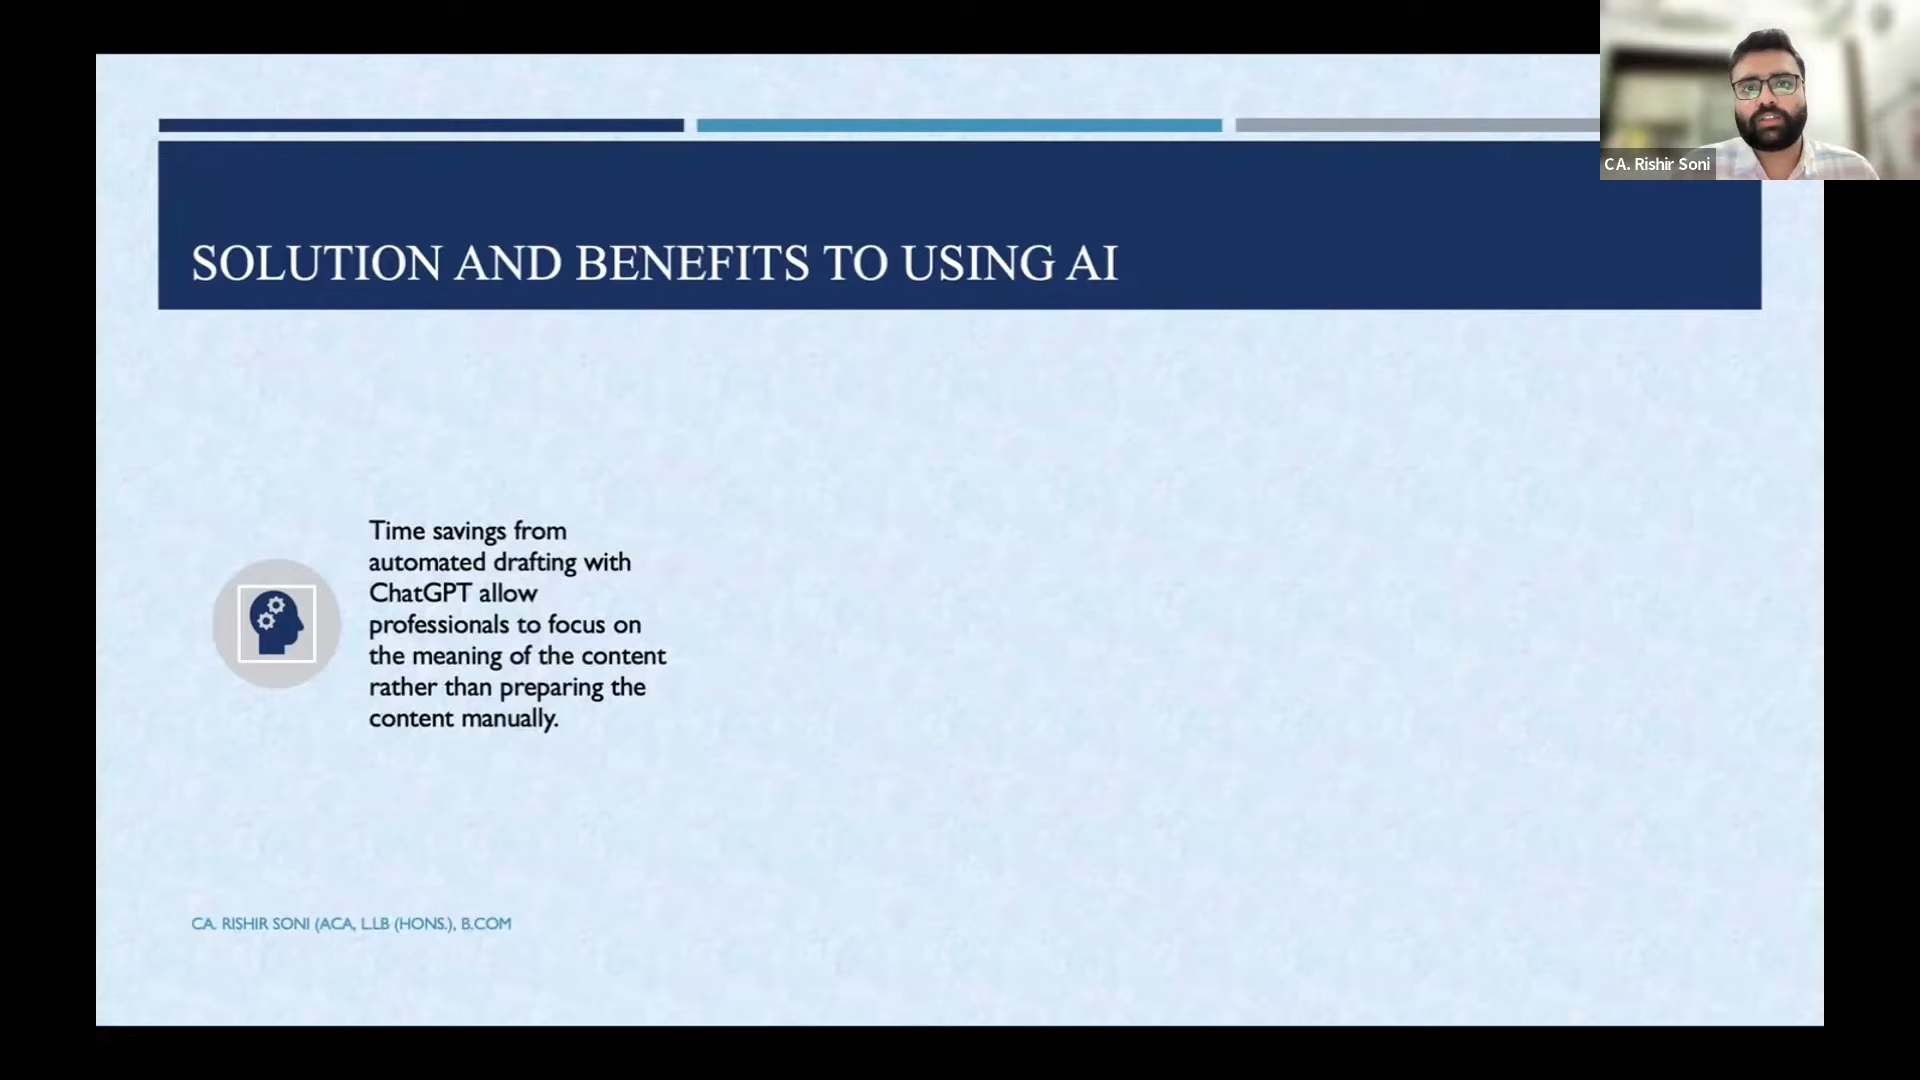 CA. Rishir Soni
SOLUTION AND BENEFITS TO USING AI
Time savings from
automated drafting with
ChatGPT allow
professionals to focus on
the meaning of the content
rather than preparing the
content manually.
CA. RISHIR SONI (ACA, L.LB (HONS.), B.COM